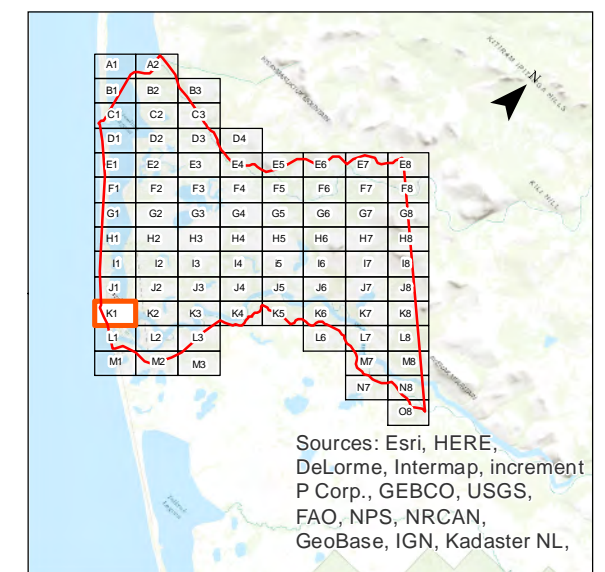 KITIRAM IPIENGA HILLS
N
KILI HILL
A1 A2
B1 B2 B3
C1 C2 C3
D1 D2 D3 D4
E1 E2 E3 E4 E5 E6 E7 E8
F1 F2 F3 F4 F5 F6 F7 F8
G1 G2 G3 G4 G5 G6 G7 G8
H1 H2 H3 H4 H5 H6 H7 H8
I1 I2 I3 I4 i5 I6 I7 I8
J1 J2 J3 J4 J5 J6 J7 J8
K1 K2 K3 K4 K5 K6 K7 K8
L1 L2 L3 L6 L7 L8
M1 M2 M3 M7 M8
N7 N8
O8
Sources: Esri, HERE,
DeLorme, Intermap, increment
P Corp., GEBCO, USGS,
FAO, NPS, NRCAN,
GeoBase, IGN, Kadaster NL,